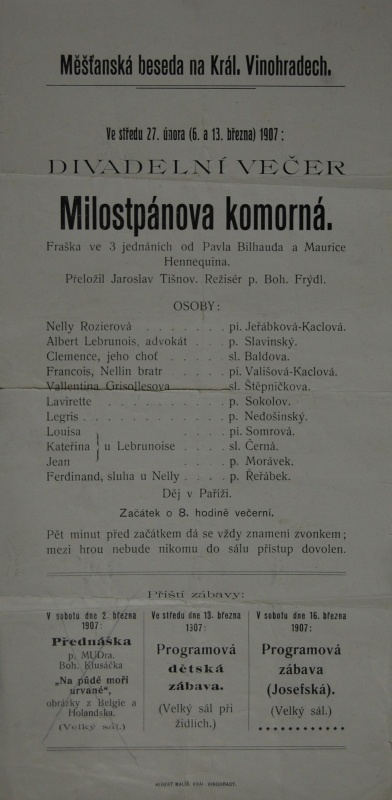 Měšťanská beseda na Král. Vinohradech.
Ve středu 27. února (6. a 13. března) 1907:
DIVADELNÍ VEČER
Milostpánova komorná.
Fraška ve 3 jednáních od Pavla Bilhauda a Maurice
Hennequina.
Přeložil Jaroslav Tišnov. Režisér p. Boh. Frýdl.
OSOBY:
Nelly Rozierová . . . . . . . pí. Jeřábková-Kaclová.
Albert Lebrunois, advokát . . . p. Slavinský.
Clemence, jeho choť . . . . sl. Baldova.
Francois, Nellin bratr . . . . pí. Vališová-Kaclová.
Vallentina Grisollesova . . . . sl. Štěpničkova.
Lavirette . . . . . . . . . p. Sokolov.
Legris . . . . . . . . . . . p. Nedošinský.
Louisa . . . . pí. Somrová.
Kateřina } u Lebrunoise . . . . sl. Černá.
Jean . . . . p. Morávek.
Ferdinand, sluha u Nelly . . . . p. Řeřábek.
Děj v Paříži.
Začátek o 8. hodině večerní.
Pět minut před začátkem dá se vždy znamení zvonkem;
mezi hrou nebude nikomu do sálu přístup dovolen.
Příští zábavy:
V sobotu dne 2. března
1907:
Přednáška
p. MUDra.
Boh. Klusáčka
„Na půdě moři
urvané",
obrázky z Belgie a
Holandska.
(Velký sál.)
Ve středu dne 13. března
1907:
Programová
dětská
zábava.
(Velký sál při
židlích.)
V sobotu dne 16. března
1907:
Programová
zábava
(Josefská).
(Velký sál.)